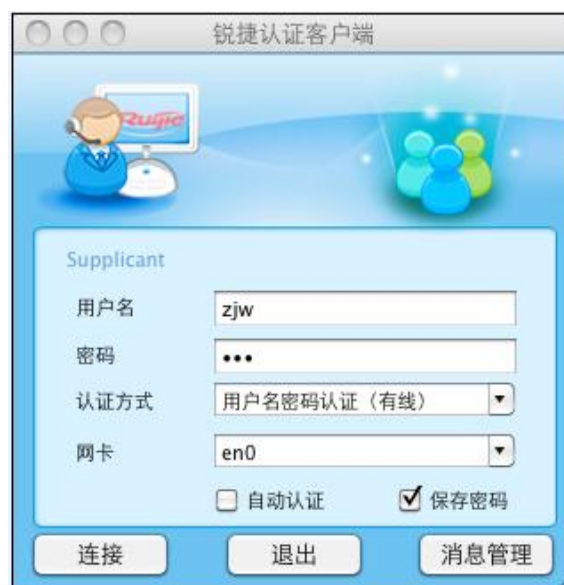 锐捷认证客户端
Ruijie
Supplicant
用户名 zjw
密码 •••
认证方式 用户名密码认证（有线）
网卡 en0
自动认证 保存密码
连接 退出 消息管理